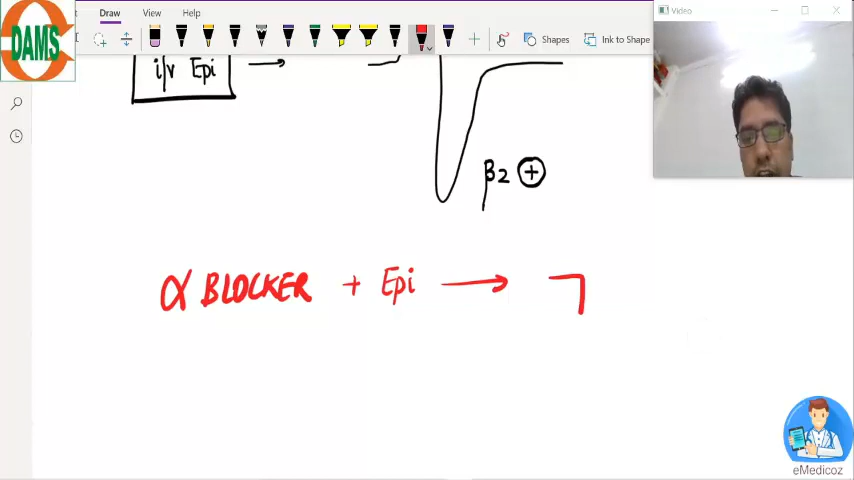 Draw
View
Help
Video
DAMS
Shapes
Ink to Shape
i/v Epi
β2 +
α BLOCKER + Epi →
eMedicoz